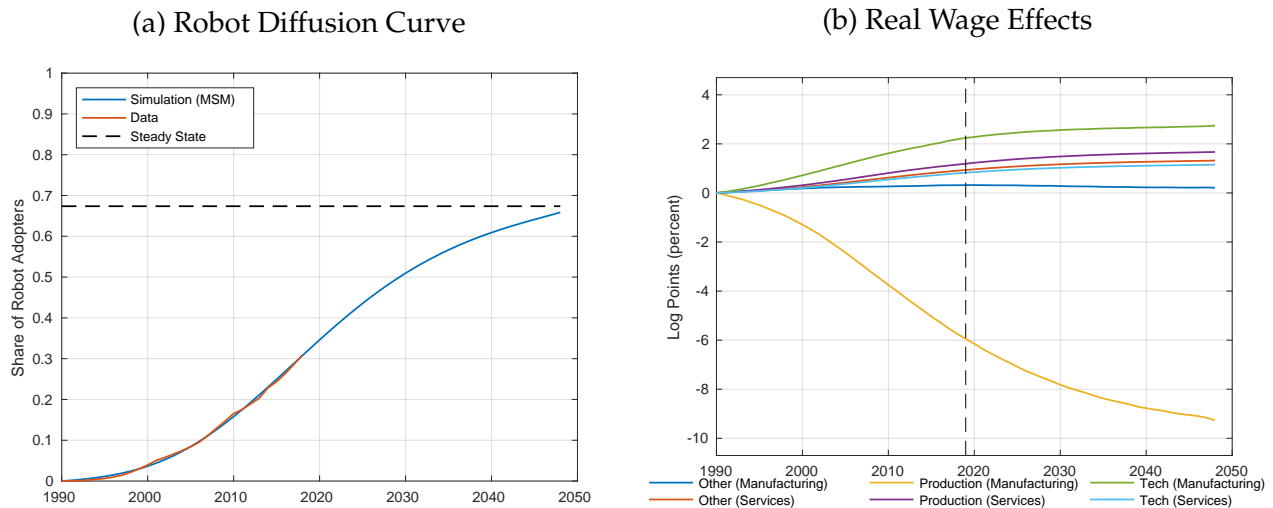 (a) Robot Diffusion Curve
1
0.9
0.8
0.7
0.6
0.5
0.4
0.3
0.2
0.1
0
Share of Robot Adopters
Simulation (MSM)
Data
Steady State
1990 2000 2010 2020 2030 2040 2050
(b) Real Wage Effects
4
2
0
-2
-4
-6
-8
-10
Log Points (percent)
1990 2000 2010 2020 2030 2040 2050
Other (Manufacturing) Production (Manufacturing) Tech (Manufacturing)
Other (Services) Production (Services) Tech (Services)